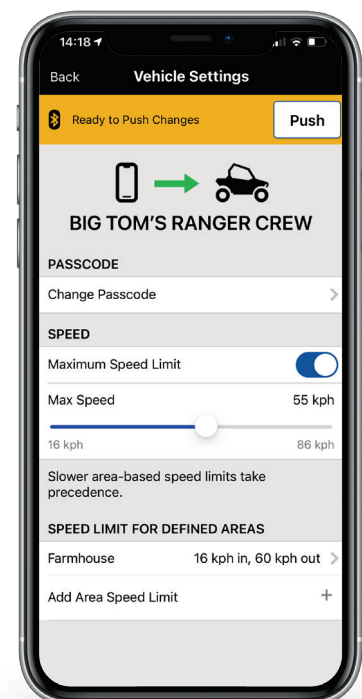 14:18
Back Vehicle Settings
Ready to Push Changes Push
BIG TOM'S RANGER CREW
PASSCODE
Change Passcode
SPEED
Maximum Speed Limit
Max Speed 55 kph
16 kph 86 kph
Slower area-based speed limits take
precedence.
SPEED LIMIT FOR DEFINED AREAS
Farmhouse 16 kph in, 60 kph out
Add Area Speed Limit +